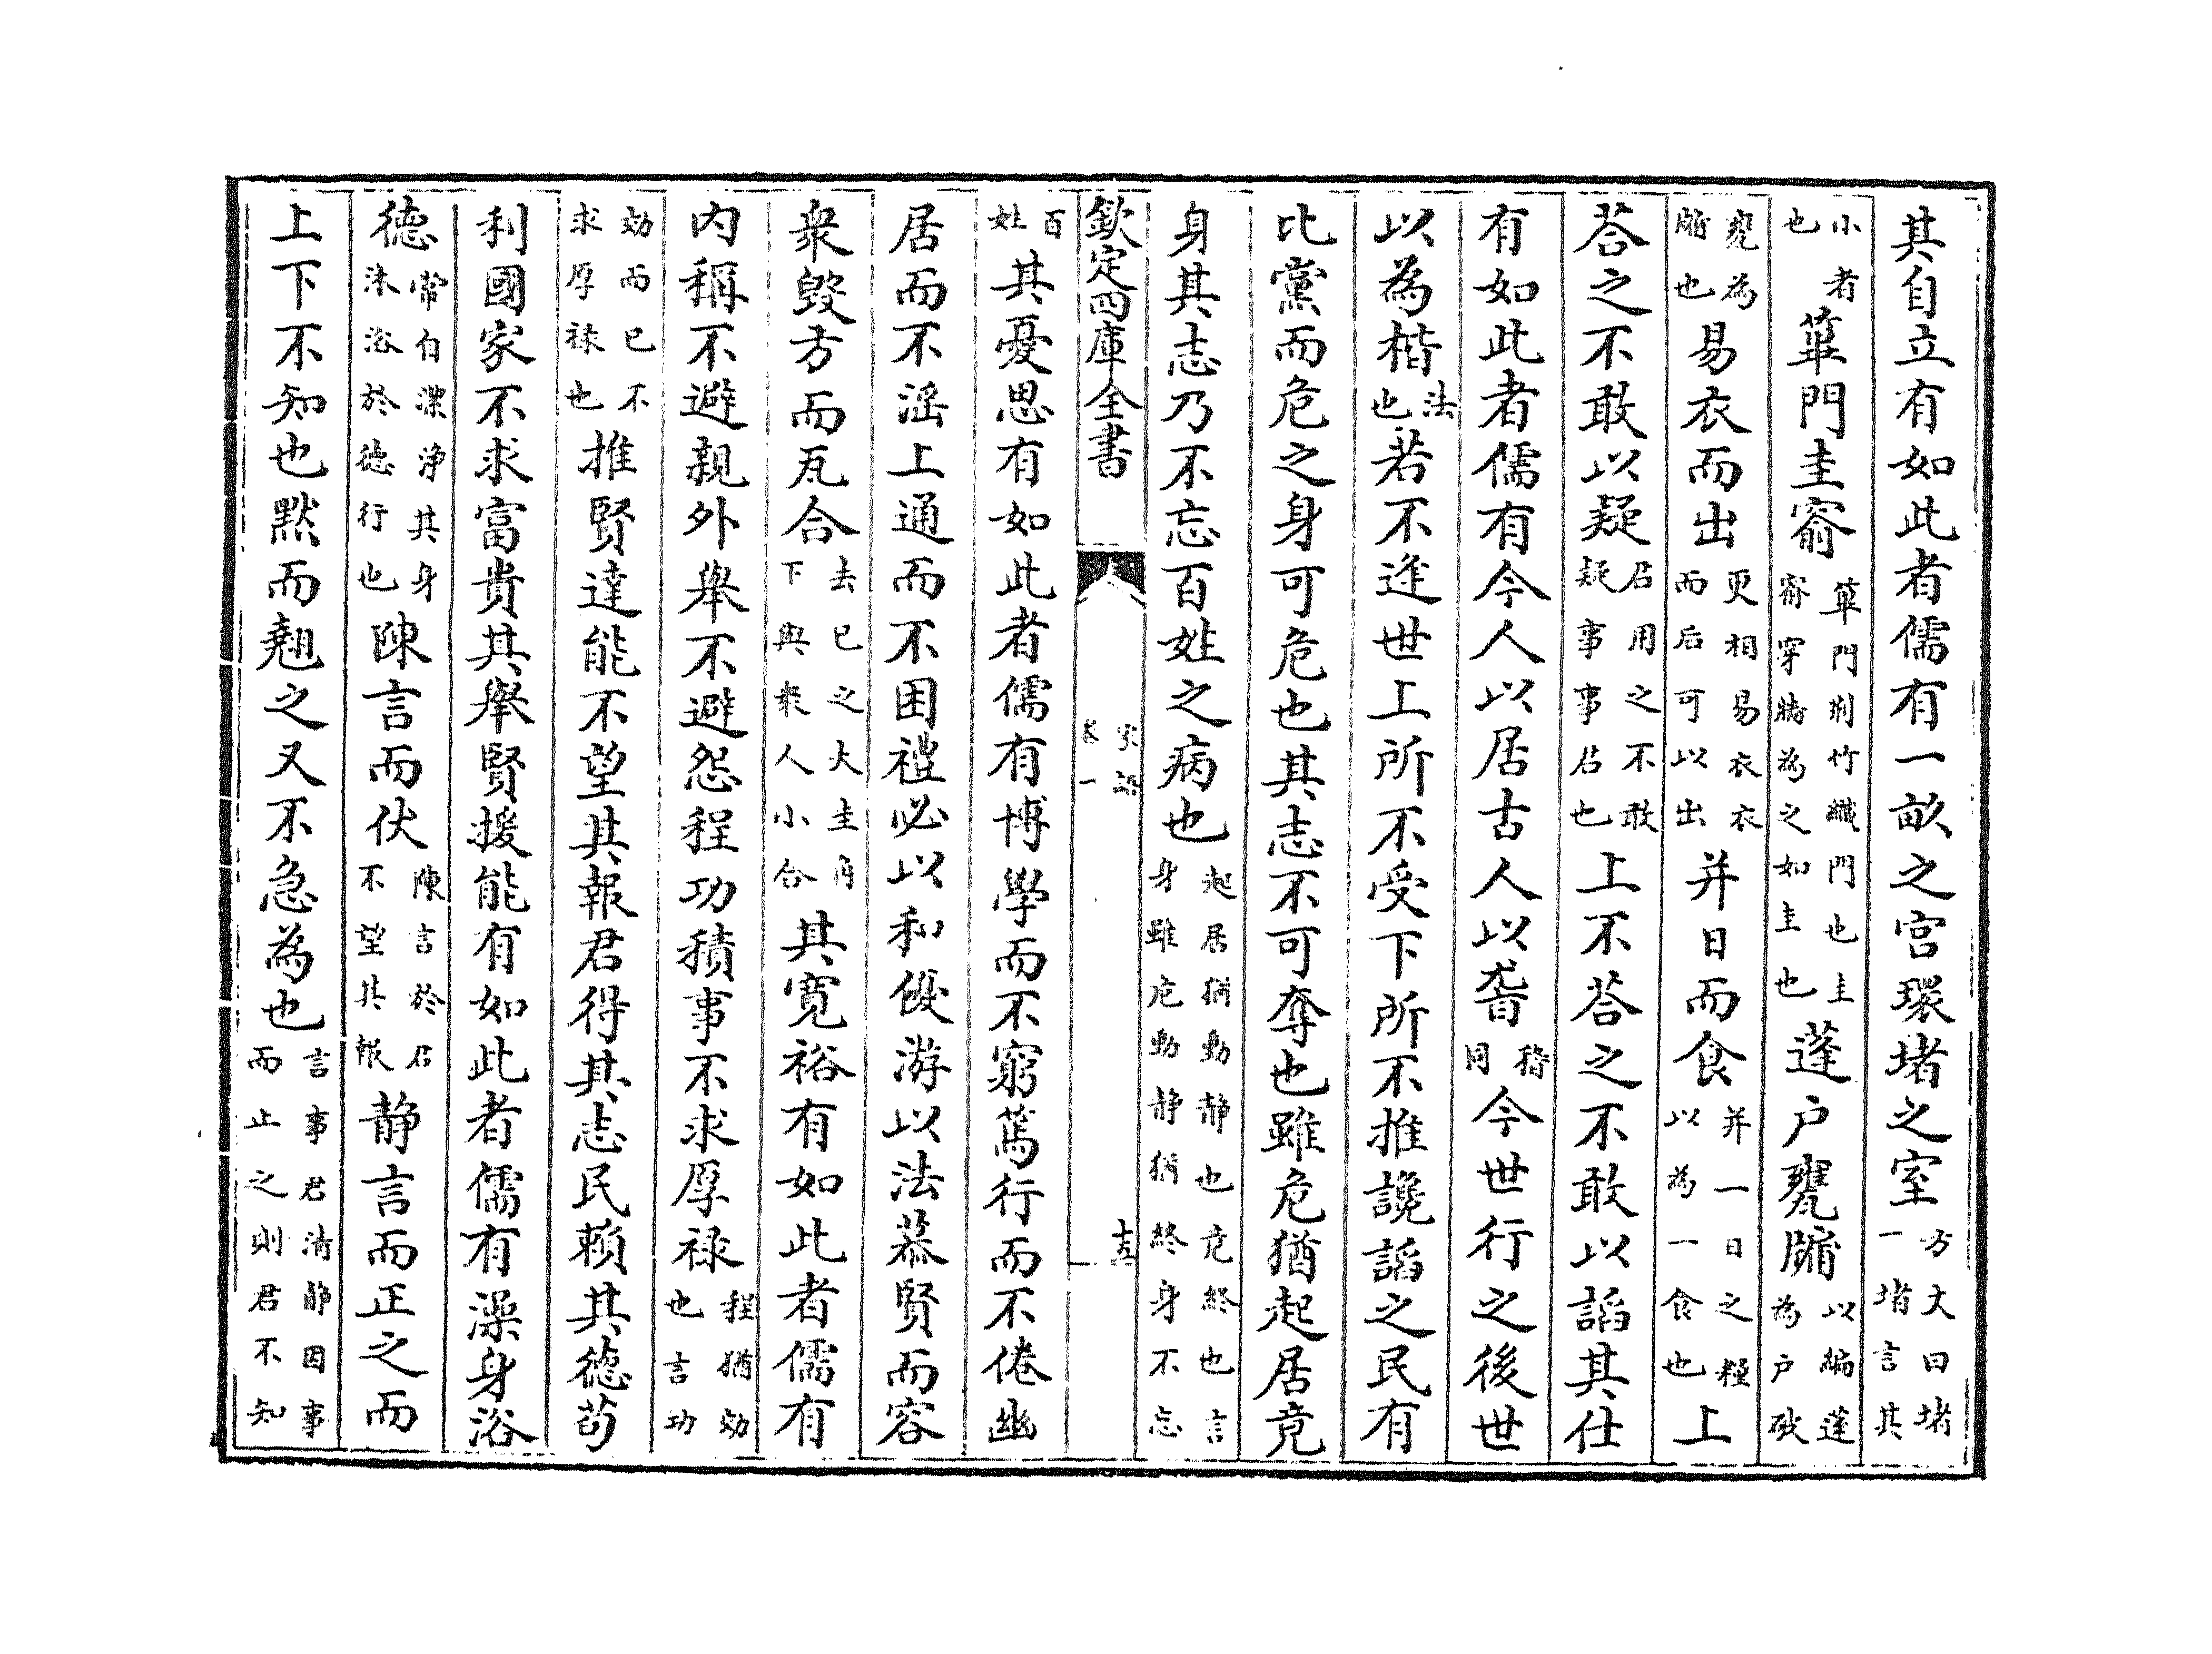 其自立有如此者儒有一畝之宫環堵之室方丈曰堵一堵言其
小者也篳門圭窬篳門荆竹織門也圭窬穿牆為之如圭也蓬户甕牖以編蓬為户破
甕為牖也易衣而出更相易衣衣而后可以出并日而食并一日之糧以為一食也上
荅之不敢以疑君用之不敢疑事事君也上不荅之不敢以謟其仕
有如此者儒有今人以居古人以㫺稽同今世行之後世
以為楷法也若不逢世上所不受下所不推讒謟之民有
比黨而危之身可危也其志不可奪也雖危猶起居竟
身其志乃不忘百姓之病也起居猶動静也竟終也言身雖危動静猶終身不忘
欽定四庫全書 家語 卷一 十五
百姓其憂思有如此者儒有博學而不窮篤行而不倦幽
居而不滛上通而不困禮必以和優游以法慕賢而容
衆毀方而瓦合去已之大圭角下與衆人小合其寛裕有如此者儒有
内稱不避親外舉不避怨程功積事不求厚禄程猶効也言功
効而已不求厚禄也推賢達能不望其報君得其志民賴其德苟
利國家不求富貴其舉賢援能有如此者儒有澡身浴
德常自潔浄其身沐浴於德行也陳言而伏陳言於君不望其報静言而正之而
上下不知也黙而翹之又不急為也言事君清静因事而止之則君不知